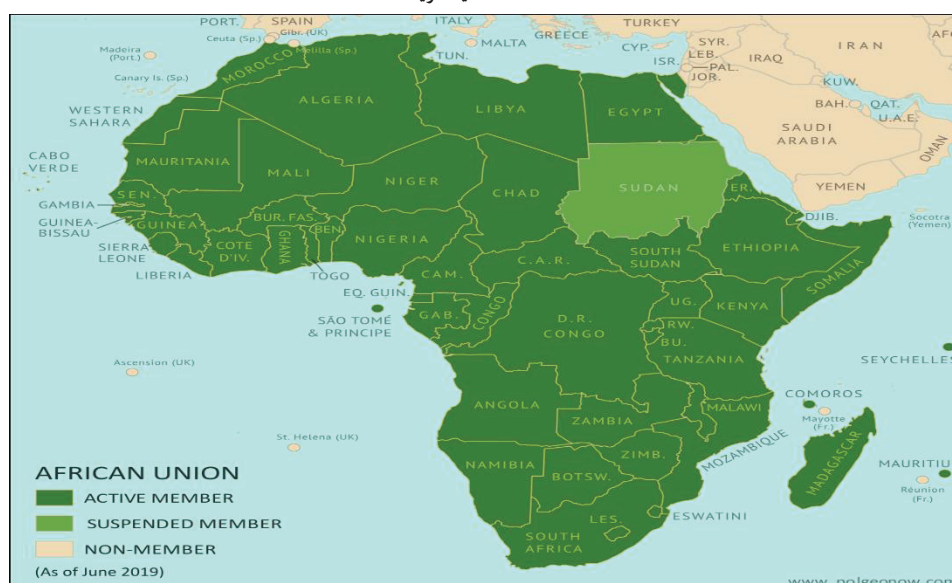 PORT.
SPAIN
ITALY
GREECE
TURKEY
Ceuta (Sp.)
Gibr. (UK)
Melilla (Sp.)
Madeira
(Port.)
TUN.
MALTA
CYP.
SYR.
LEB.
ISR.
PAL.
JOR.
IRAQ
IRAN
Canary Is. (Sp.)
MOROCCO
ALGERIA
LIBYA
EGYPT
KUW.
BAH.
QAT.
U.A.E.
SAUDI
ARABIA
OMAN
YEMEN
Socotra
(Yemen)
WESTERN
SAHARA
CABO
VERDE
MAURITANIA
MALI
NIGER
CHAD
SUDAN
ER.
DJIB.
SEN.
GAMBIA
GUINEA-
BISSAU
GUINEA
SIERRA
LEONE
LIBERIA
COTE
D'IV.
BUR. FAS.
GHANA
BEN.
TOGO
NIGERIA
CAM.
C.A.R.
SOUTH
SUDAN
ETHIOPIA
SOMALIA
EQ. GUIN.
SÃO TOMÉ
& PRINCIPE
GAB.
CONGO
D.R.
CONGO
UG.
KENYA
RW.
BU.
TANZANIA
SEYCHELLES
Ascension (UK)
St. Helena (UK)
ANGOLA
ZAMBIA
MALAWI
COMOROS
Mayotte
(Fr.)
MOZAMBIQUE
MADAGASCAR
MAURITIU
Réunion
(Fr.)
NAMIBIA
BOTSW.
ZIMB.
LES.
ESWATINI
SOUTH
AFRICA
AFRICAN UNION
ACTIVE MEMBER
SUSPENDED MEMBER
NON-MEMBER
(As of June 2019)
www.polgeonow.com